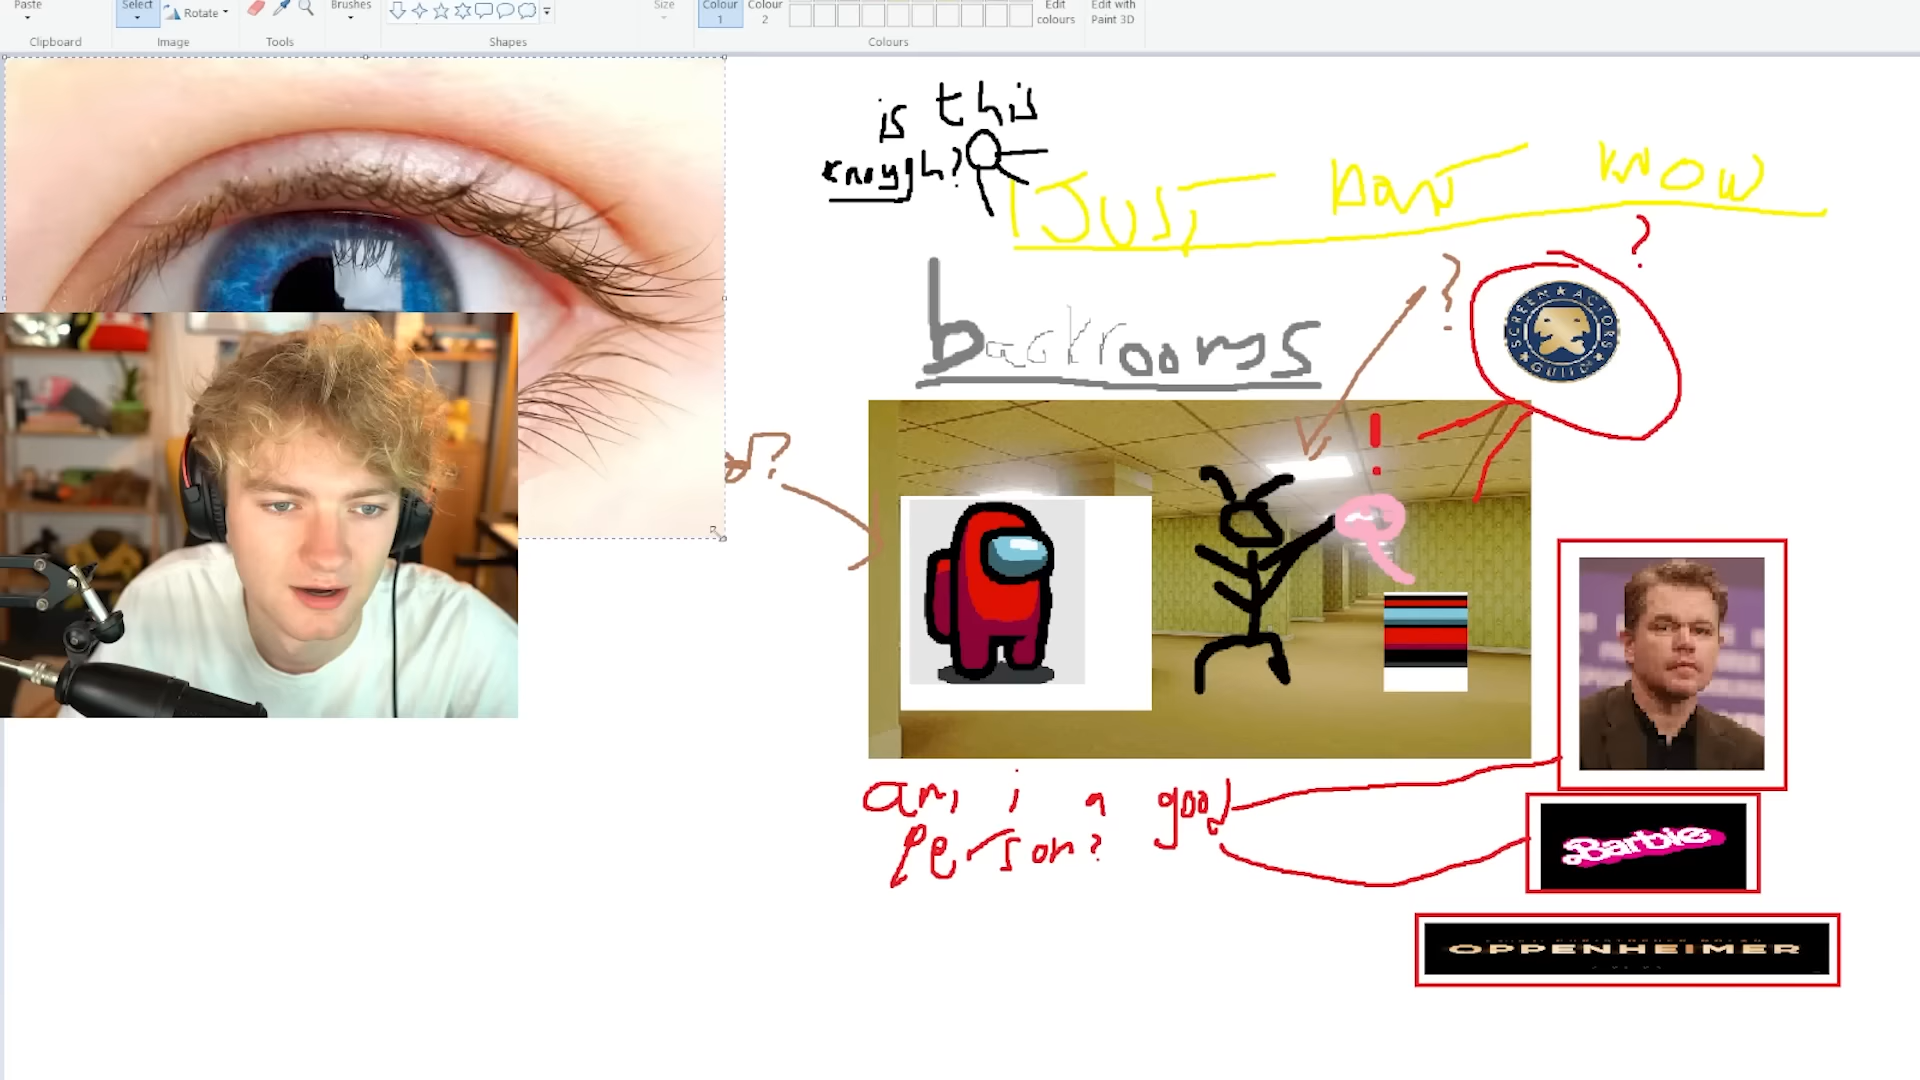 Paste
Select
Rotate
Brushes
Size
Colour
1
Colour
2
Edit
colours
Edit with
Paint 3D
Clipboard
Image
Tools
Shapes
Colours
is this
enough?
I JUST DONT KNOW
?
?
backrooms
SCREEN ★ ACTORS
★ GUILD ★
?
!
am i a good
person?
Barbie
OPPENHEIMER